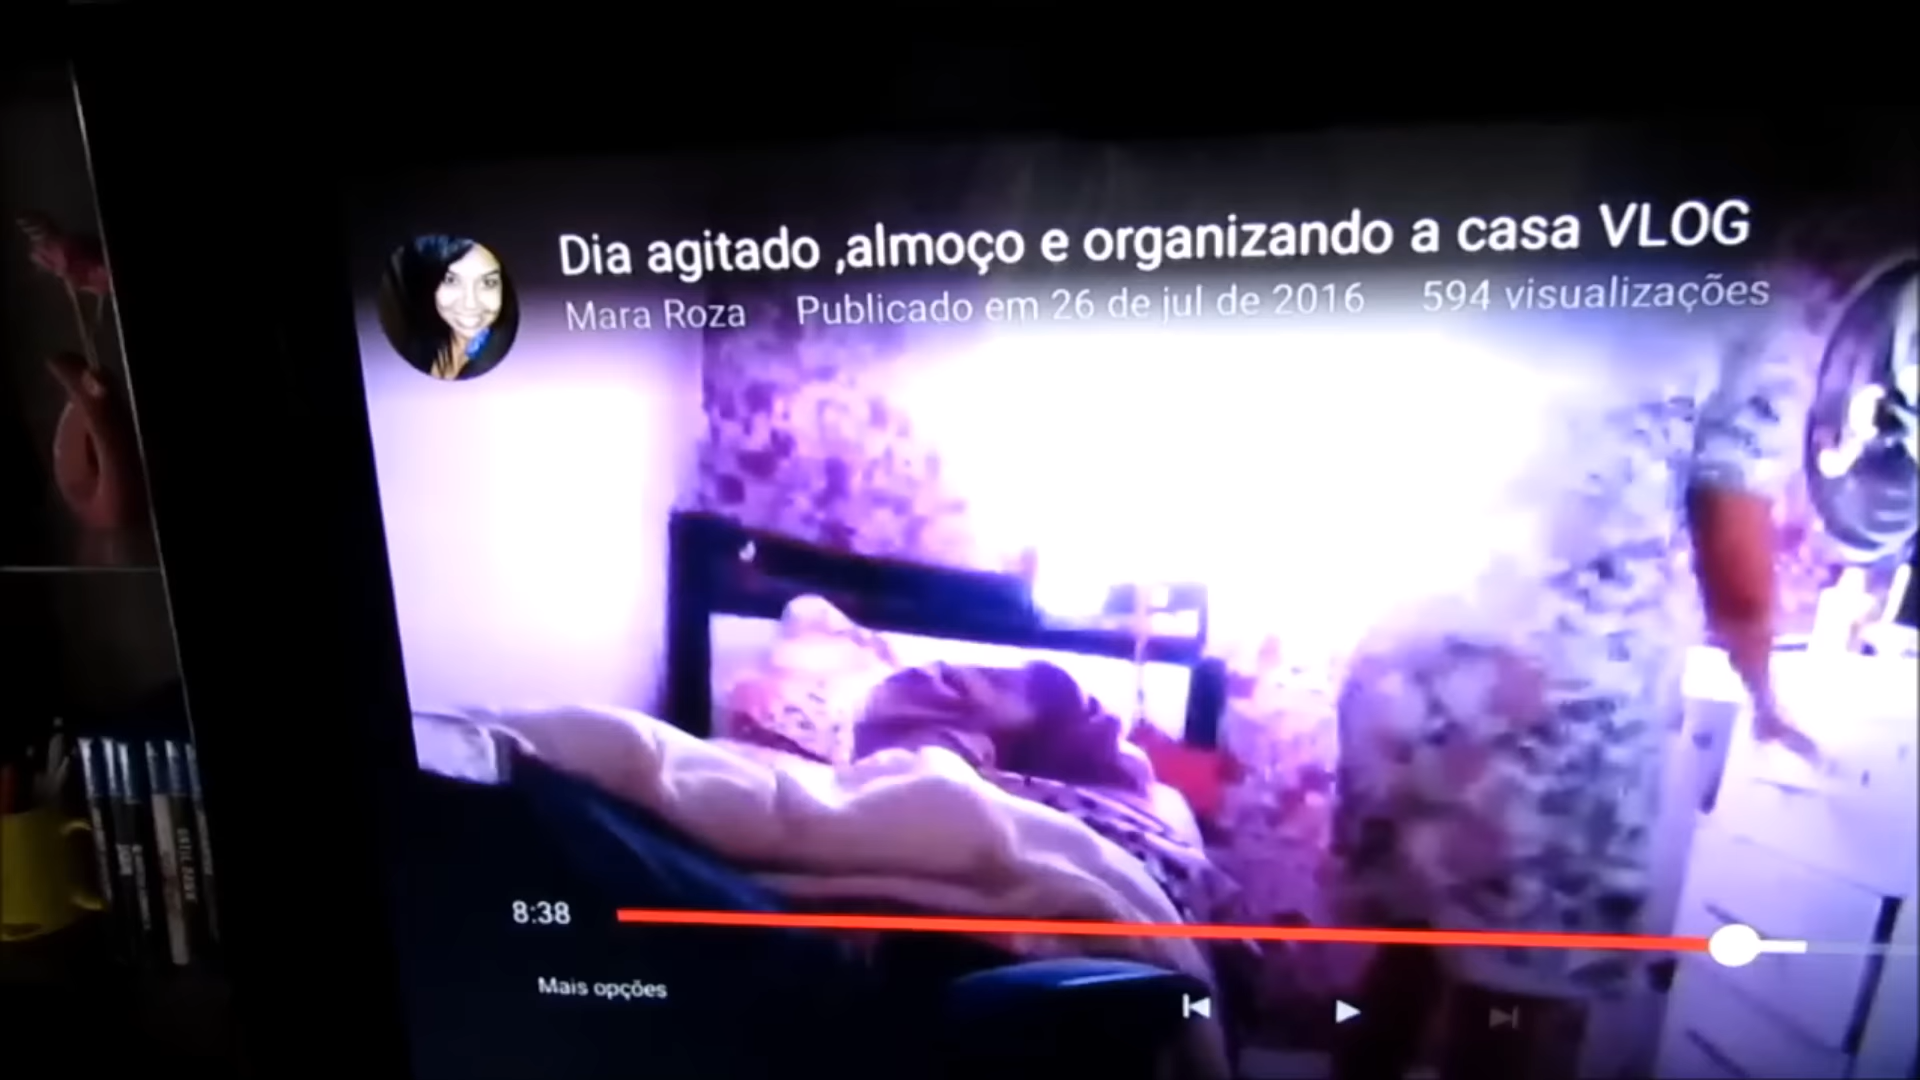 Dia agitado ,almoço e organizando a casa VLOG
Mara Roza Publicado em 26 de jul de 2016 594 visualizações
8:38
Mais opções